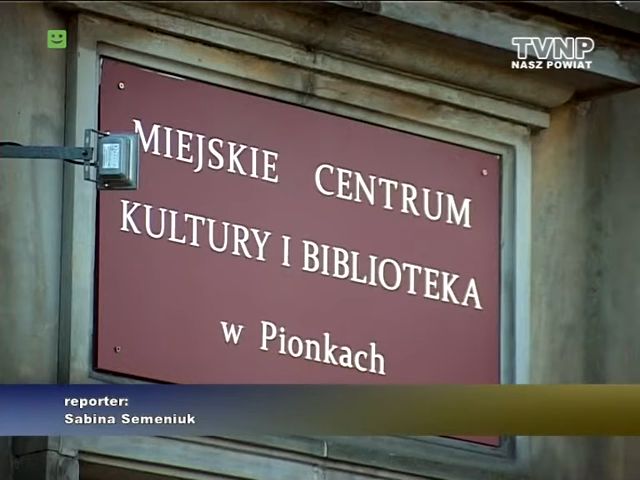 TVNP
NASZ POWIAT
MIEJSKIE CENTRUM
KULTURY I BIBLIOTEKA
w Pionkach
reporter:
Sabina Semeniuk